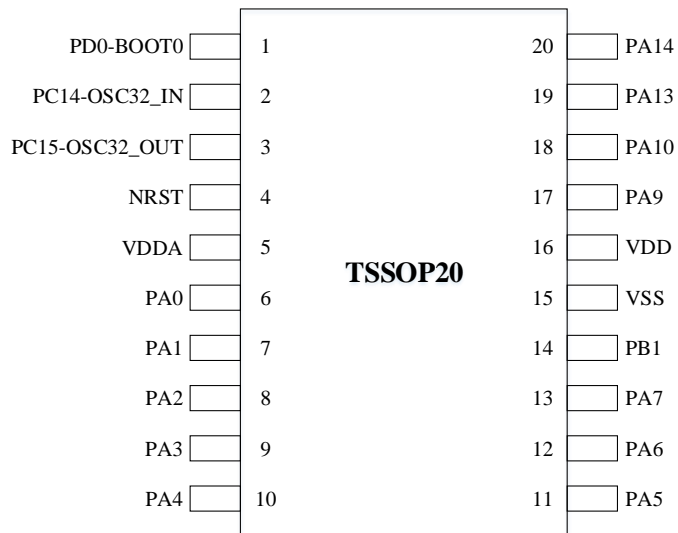 PD0-BOOT0 1 20 PA14
PC14-OSC32_IN 2 19 PA13
PC15-OSC32_OUT 3 18 PA10
NRST 4 17 PA9
VDDA 5 16 VDD
TSSOP20
PA0 6 15 VSS
PA1 7 14 PB1
PA2 8 13 PA7
PA3 9 12 PA6
PA4 10 11 PA5